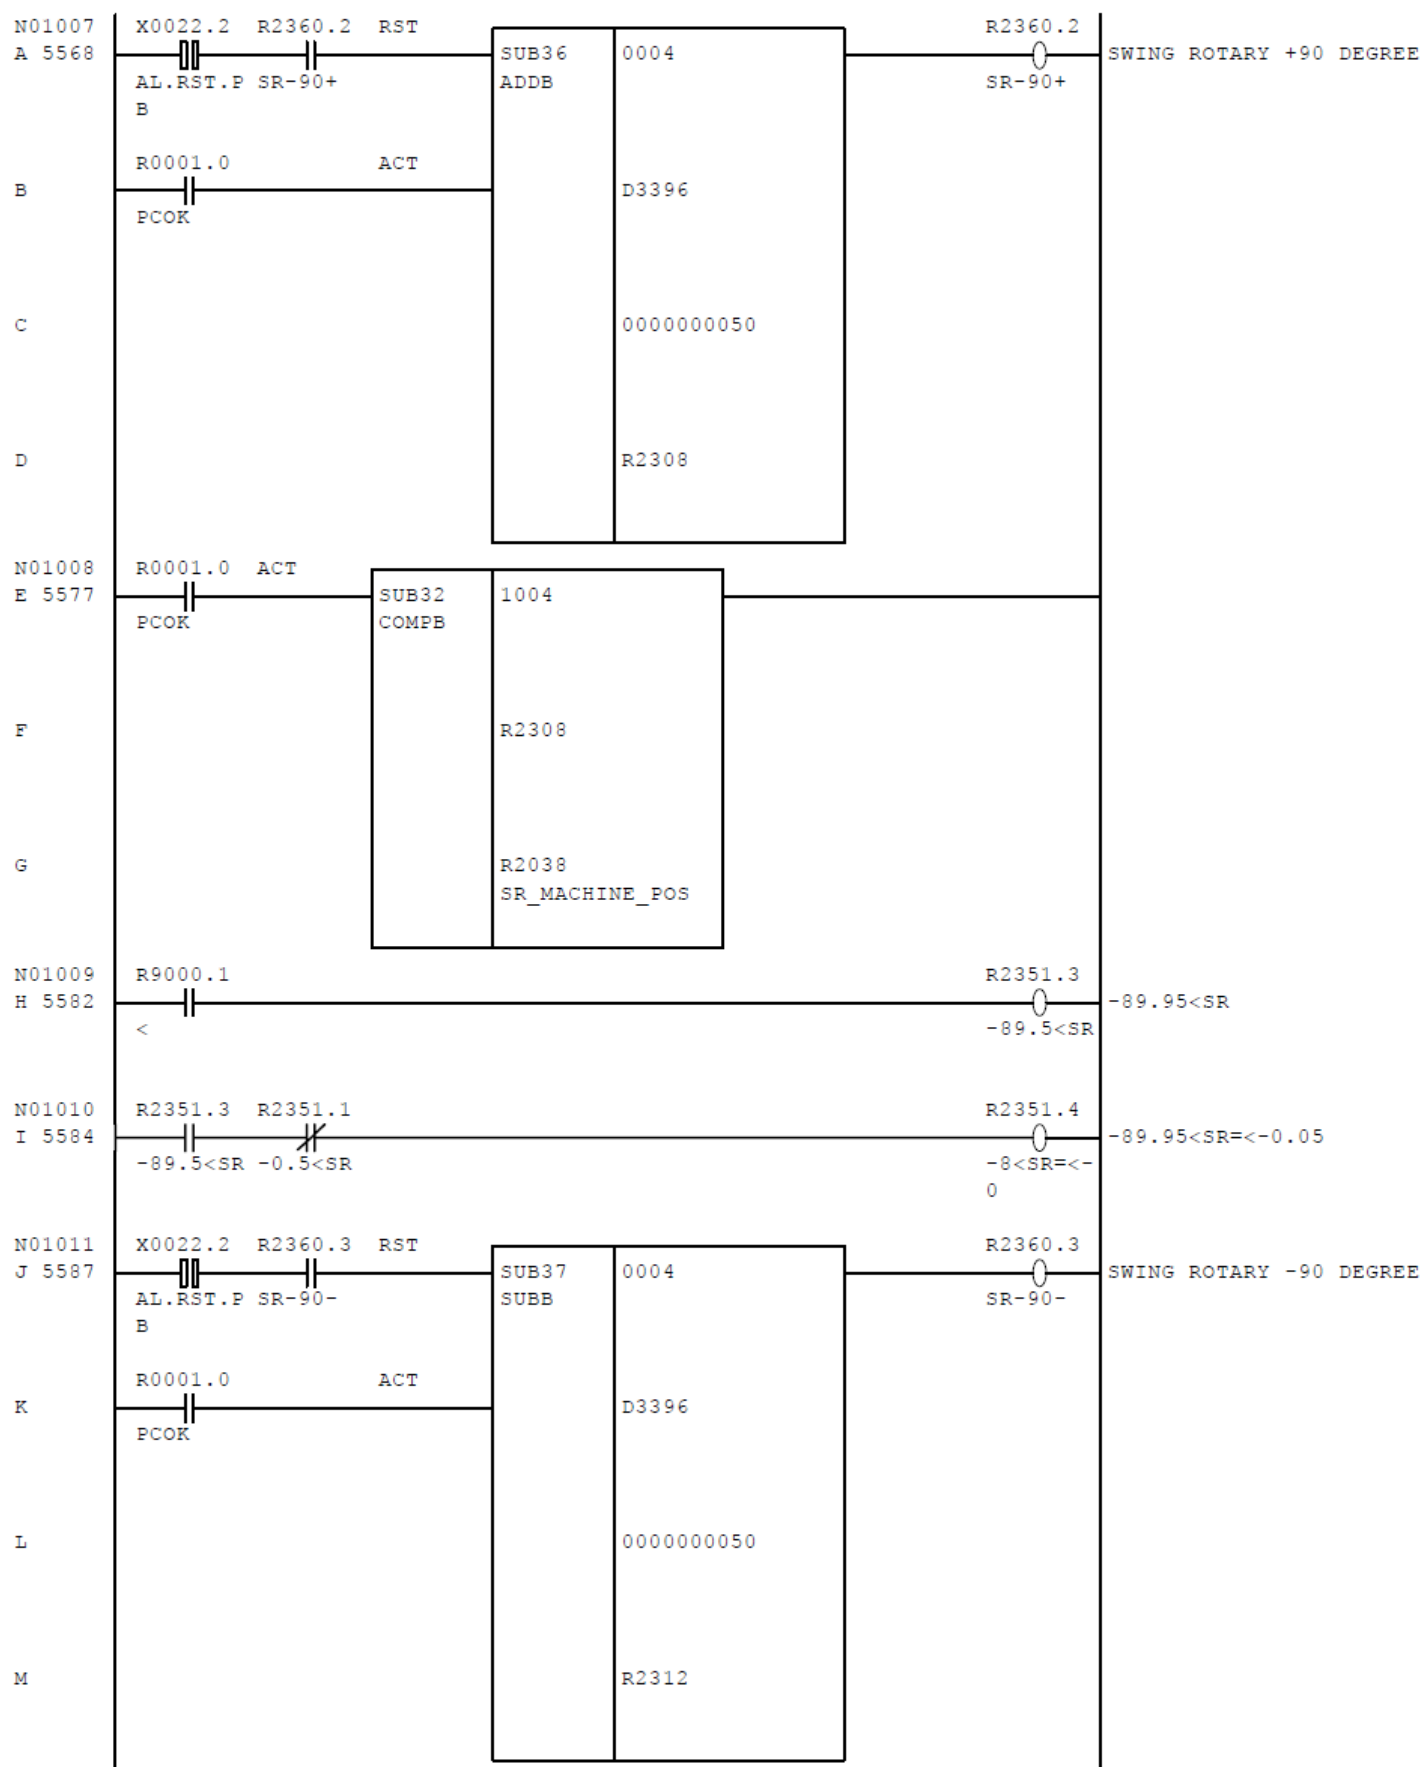 N01007 X0022.2 R2360.2 RST R2360.2
A 5568 SUB36 0004 SWING ROTARY +90 DEGREE
AL.RST.P SR-90+ ADDB SR-90+
B
R0001.0 ACT
B D3396
PCOK
C 0000000050
D R2308
N01008 R0001.0 ACT
E 5577 SUB32 1004
PCOK COMPB
F R2308
G R2038
SR_MACHINE_POS
N01009 R9000.1 R2351.3
H 5582 -89.95<SR
< -89.5<SR
N01010 R2351.3 R2351.1 R2351.4
I 5584 -89.95<SR=<-0.05
-89.5<SR -0.5<SR -8<SR=<-
0
N01011 X0022.2 R2360.3 RST R2360.3
J 5587 SUB37 0004 SWING ROTARY -90 DEGREE
AL.RST.P SR-90- SUBB SR-90-
B
R0001.0 ACT
K D3396
PCOK
L 0000000050
M R2312